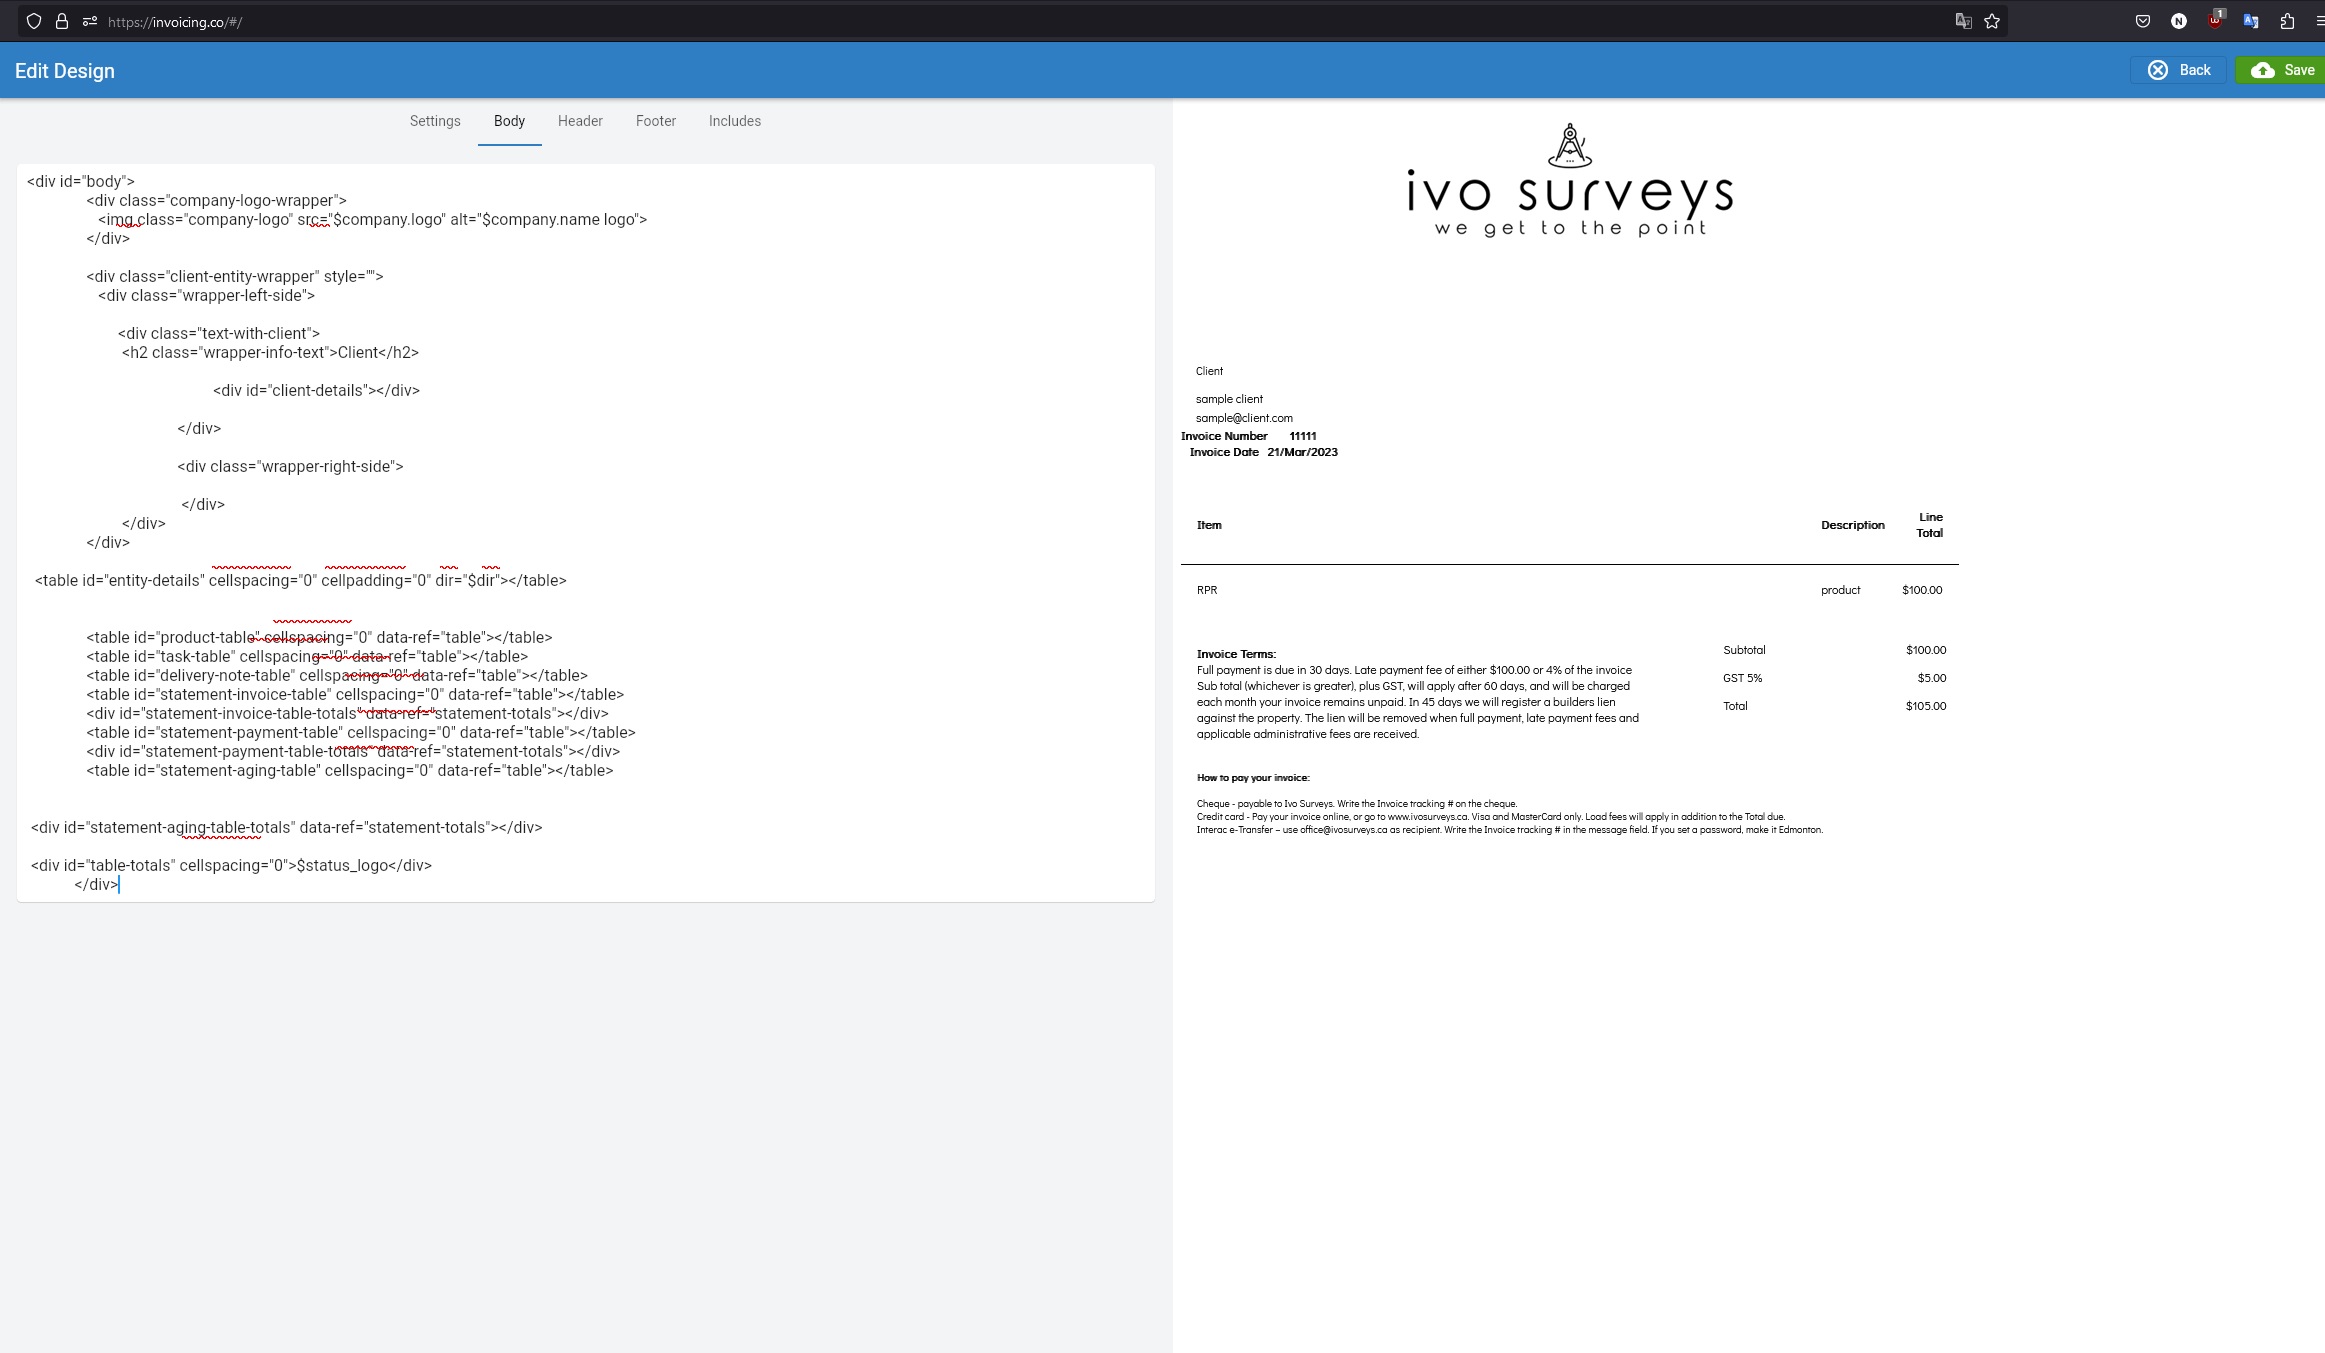 https://invoicing.co/#/
1
Edit Design
Back
Save
Settings
Body
Header
Footer
Includes
<div id="body">
<div class="company-logo-wrapper">
<img class="company-logo" src="$company.logo" alt="$company.name logo">
</div>
<div class="client-entity-wrapper" style="">
<div class="wrapper-left-side">
<div class="text-with-client">
<h2 class="wrapper-info-text">Client</h2>
<div id="client-details"></div>
</div>
<div class="wrapper-right-side">
</div>
</div>
</div>
<table id="entity-details" cellspacing="0" cellpadding="0" dir="$dir"></table>
<table id="product-table" cellspacing="0" data-ref="table"></table>
<table id="task-table" cellspacing="0" data-ref="table"></table>
<table id="delivery-note-table" cellspacing="0" data-ref="table"></table>
<table id="statement-invoice-table" cellspacing="0" data-ref="table"></table>
<div id="statement-invoice-table-totals" data-ref="statement-totals"></div>
<table id="statement-payment-table" cellspacing="0" data-ref="table"></table>
<div id="statement-payment-table-totals" data-ref="statement-totals"></div>
<table id="statement-aging-table" cellspacing="0" data-ref="table"></table>
<div id="statement-aging-table-totals" data-ref="statement-totals"></div>
<div id="table-totals" cellspacing="0">$status_logo</div>
</div>
ivo surveys
we get to the point
Client
sample client
sample@client.com
Invoice Number 11111
Invoice Date 21/Mar/2023
Item Description Line Total
RPR product $100.00
Invoice Terms:
Full payment is due in 30 days. Late payment fee of either $100.00 or 4% of the invoice
Sub total (whichever is greater), plus GST, will apply after 60 days, and will be charged
each month your invoice remains unpaid. In 45 days we will register a builders lien
against the property. The lien will be removed when full payment, late payment fees and
applicable administrative fees are received.
Subtotal $100.00
GST 5% $5.00
Total $105.00
How to pay your invoice:
Cheque - payable to Ivo Surveys. Write the Invoice tracking # on the cheque.
Credit card - Pay your invoice online, or go to www.ivosurveys.ca. Visa and MasterCard only. Load fees will apply in addition to the Total due.
Interac e-Transfer – use office@ivosurveys.ca as recipient. Write the Invoice tracking # in the message field. If you set a password, make it Edmonton.